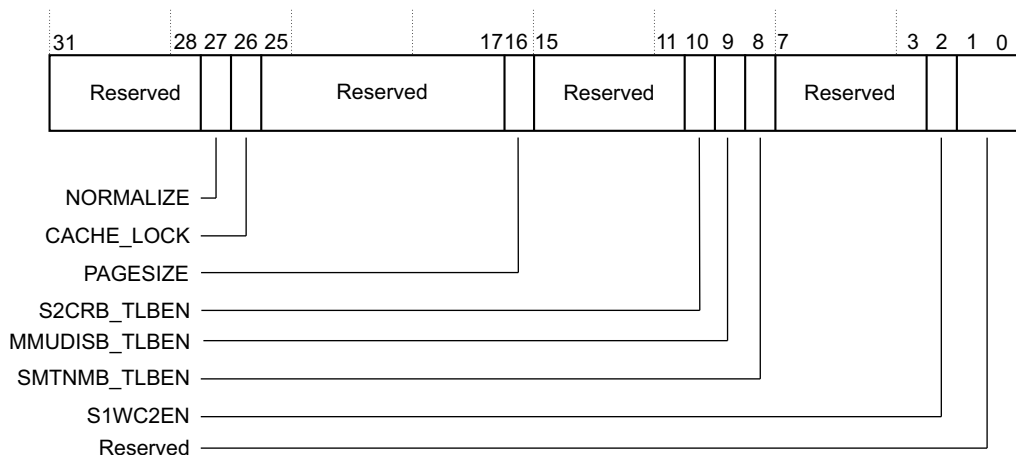 31 28 27 26 25 17 16 15 11 10 9 8 7 3 2 1 0
Reserved Reserved Reserved Reserved
NORMALIZE
CACHE_LOCK
PAGESIZE
S2CRB_TLBEN
MMUDISB_TLBEN
SMTNMB_TLBEN
S1WC2EN
Reserved